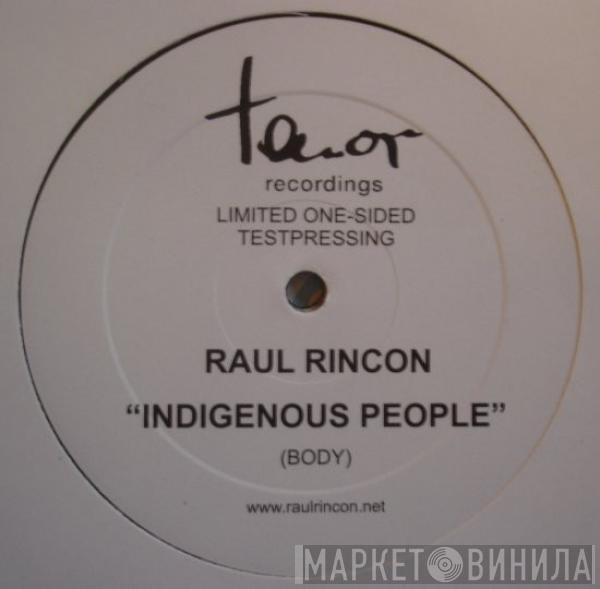 tenor
recordings
LIMITED ONE-SIDED
TESTPRESSING
RAUL RINCON
“INDIGENOUS PEOPLE”
(BODY)
www.raulrincon.net
МАРКЕТ ВИНИЛА